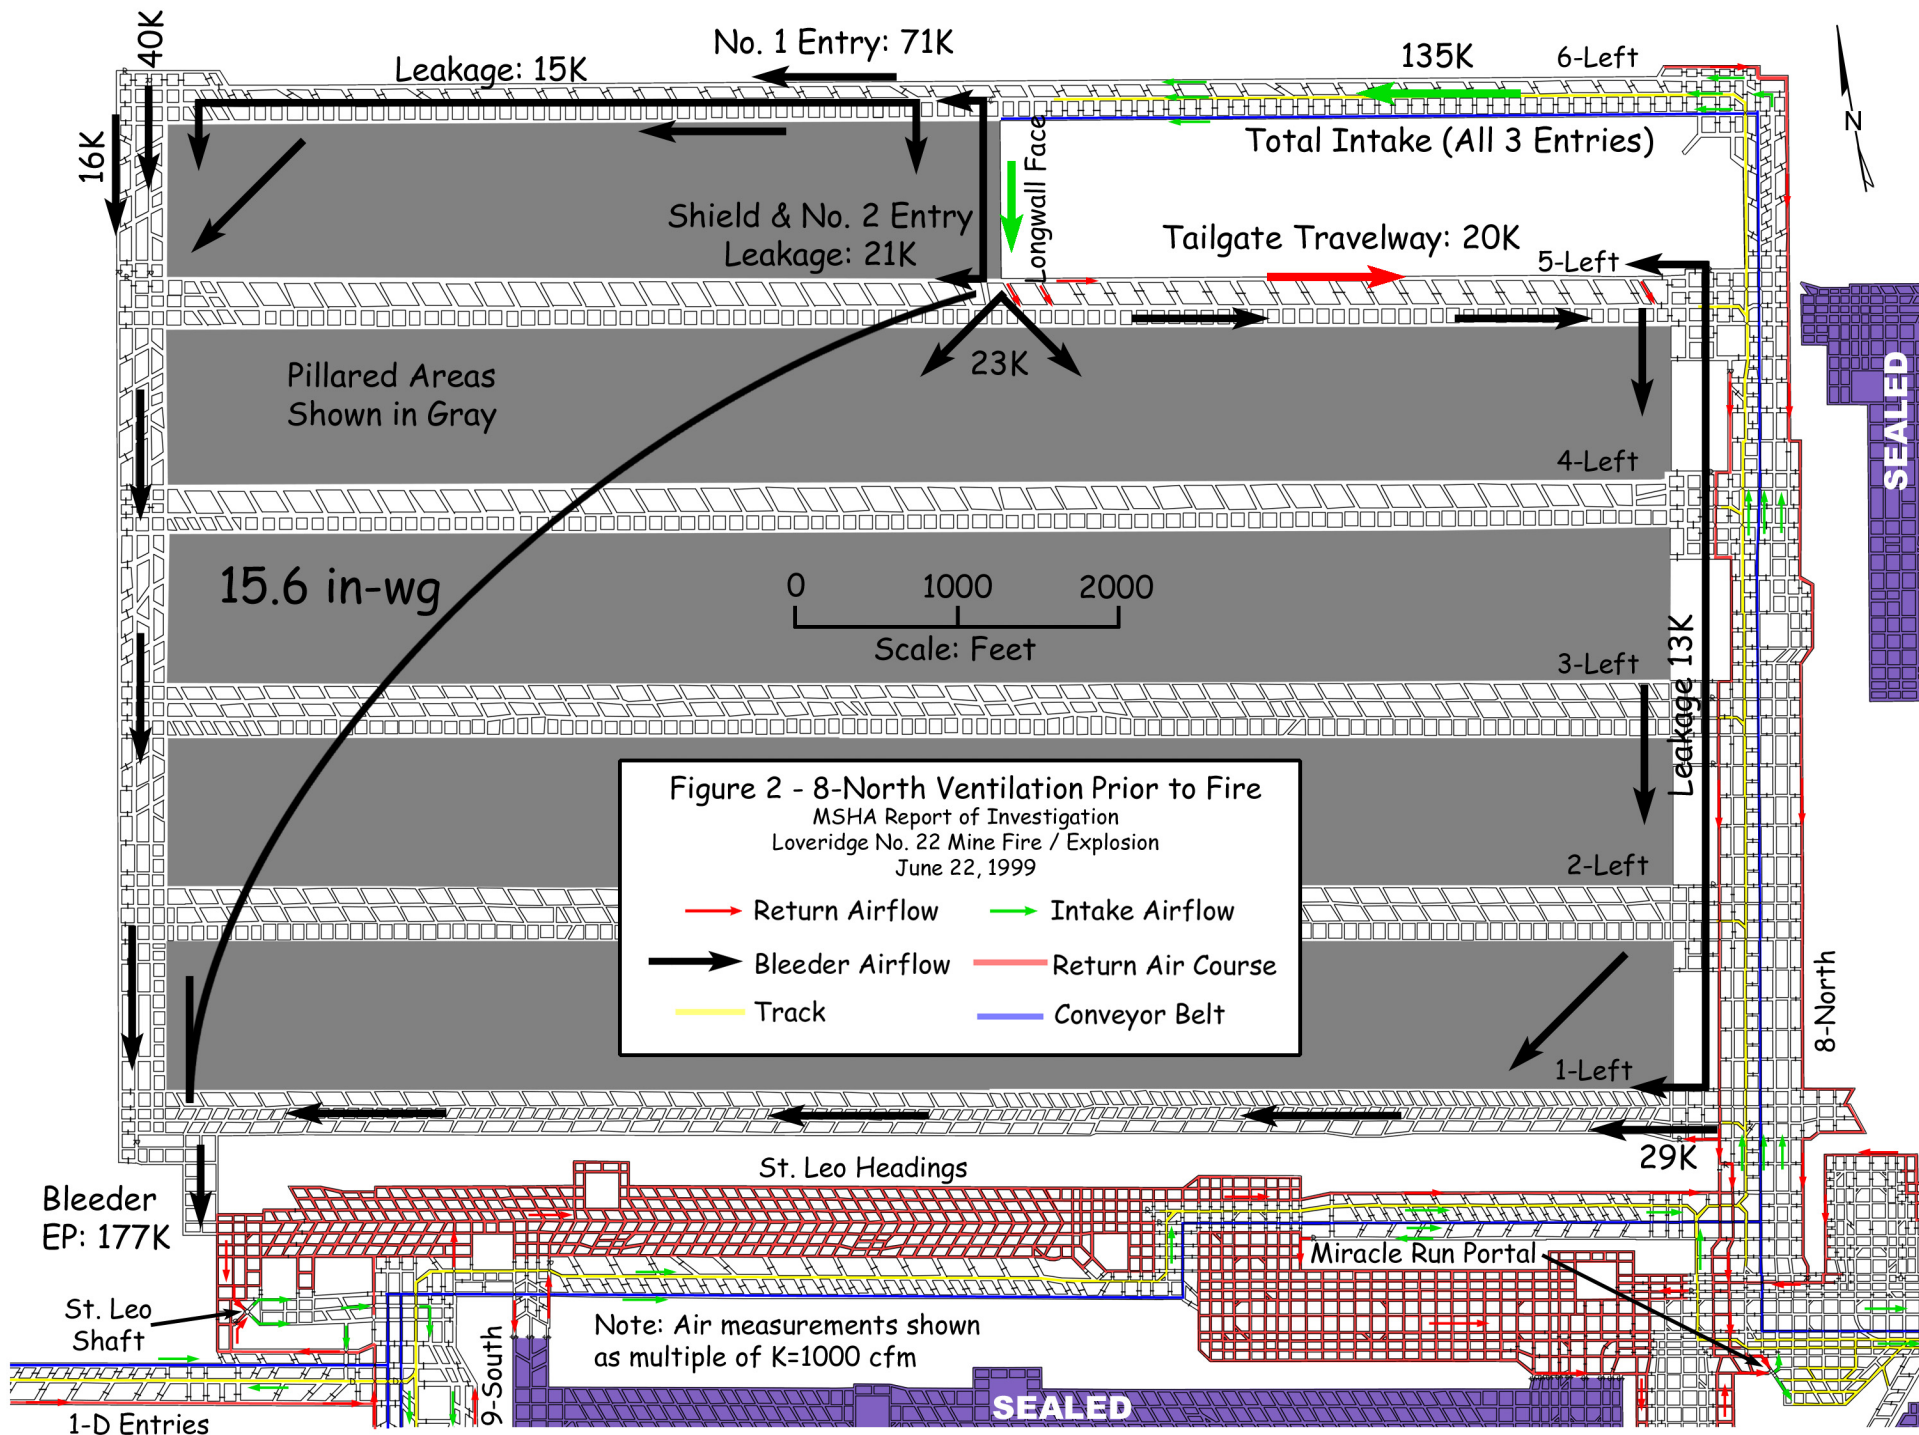 40K
No. 1 Entry: 71K
Leakage: 15K
135K
6-Left
16K
Longwall Face
N
Total Intake (All 3 Entries)
Shield & No. 2 Entry
Leakage: 21K
Tailgate Travelway: 20K
5-Left
23K
Pillared Areas
Shown in Gray
SEALED
4-Left
15.6 in-wg
0 1000 2000
Scale: Feet
3-Left
Leakage 13K
Figure 2 - 8-North Ventilation Prior to Fire
MSHA Report of Investigation
Loveridge No. 22 Mine Fire / Explosion
June 22, 1999
Return Airflow
Intake Airflow
Bleeder Airflow
Return Air Course
Track
Conveyor Belt
2-Left
8-North
1-Left
29K
St. Leo Headings
Bleeder
EP: 177K
Miracle Run Portal
St. Leo
Shaft
Note: Air measurements shown
as multiple of K=1000 cfm
9-South
SEALED
1-D Entries